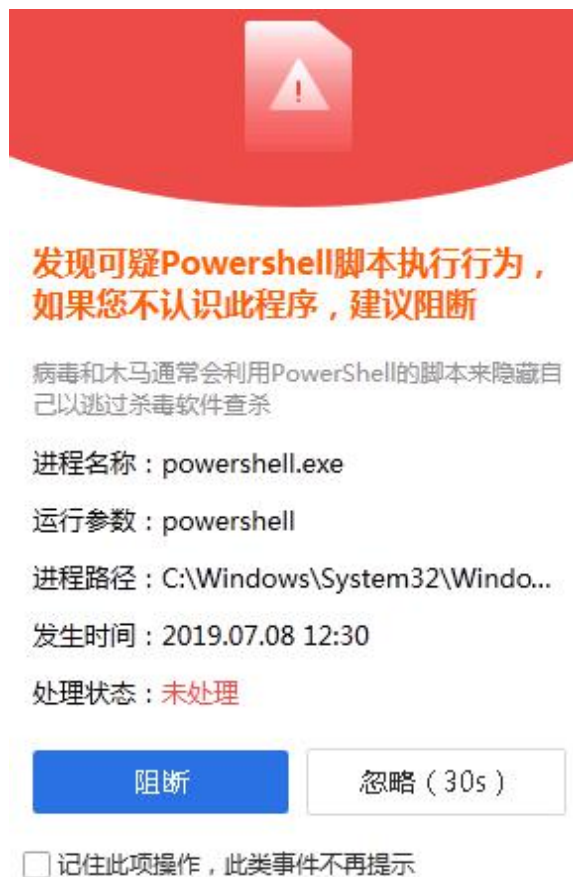 发现可疑Powershell脚本执行行为，
如果您不认识此程序，建议阻断
病毒和木马通常会利用PowerShell的脚本来隐藏自
己以逃过杀毒软件查杀
进程名称：powershell.exe
运行参数：powershell
进程路径：C:\Windows\System32\Windo...
发生时间：2019.07.08 12:30
处理状态：未处理
阻断 忽略（30s）
记住此项操作，此类事件不再提示